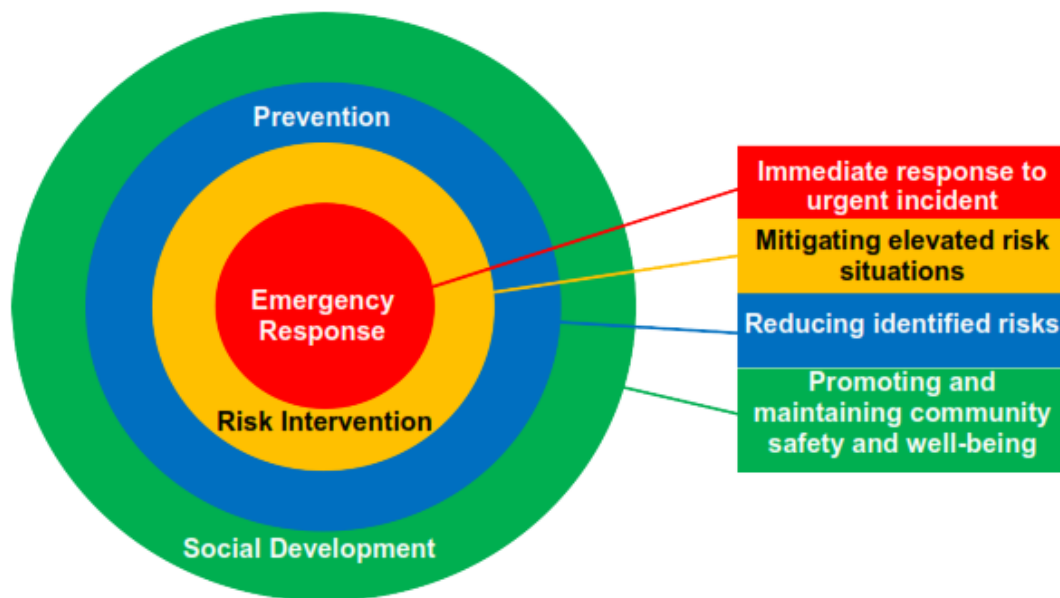 Prevention
Emergency
Response
Risk Intervention
Social Development
Immediate response to
urgent incident
Mitigating elevated risk
situations
Reducing identified risks
Promoting and
maintaining community
safety and well-being